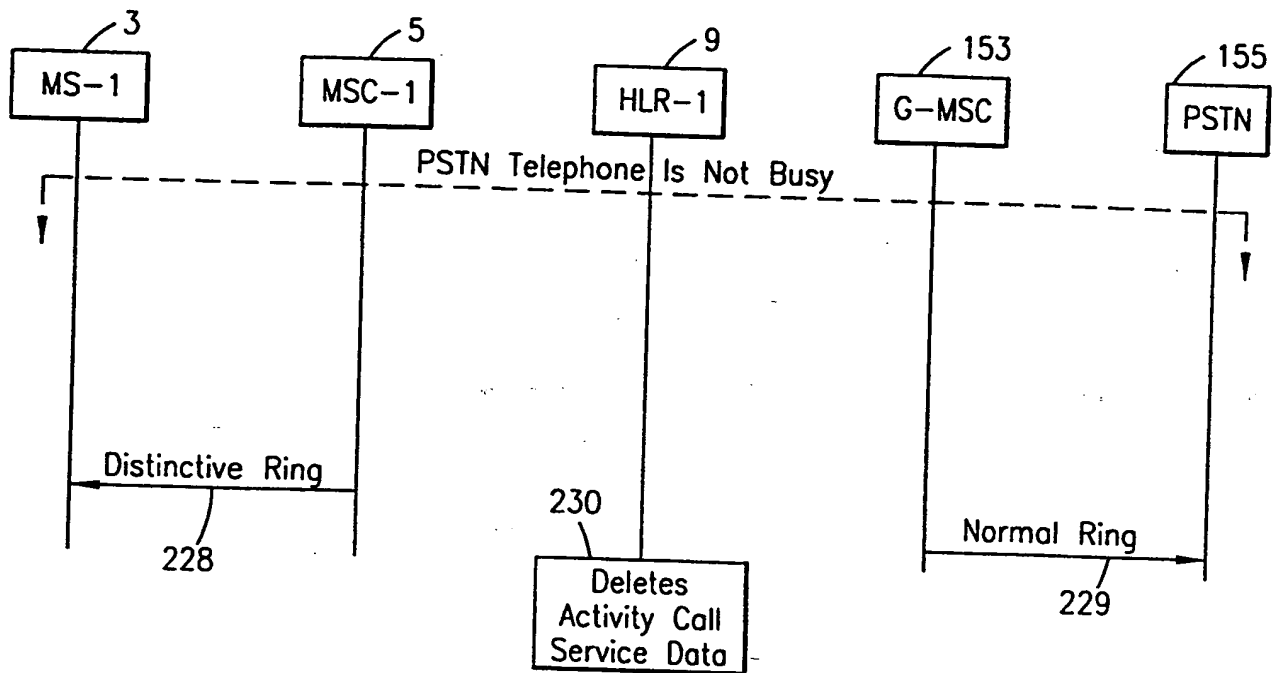 3
5
9
153
155
MS-1
MSC-1
HLR-1
G-MSC
PSTN
PSTN Telephone Is Not Busy
Distinctive Ring
228
230
Normal Ring
229
Deletes
Activity Call
Service Data